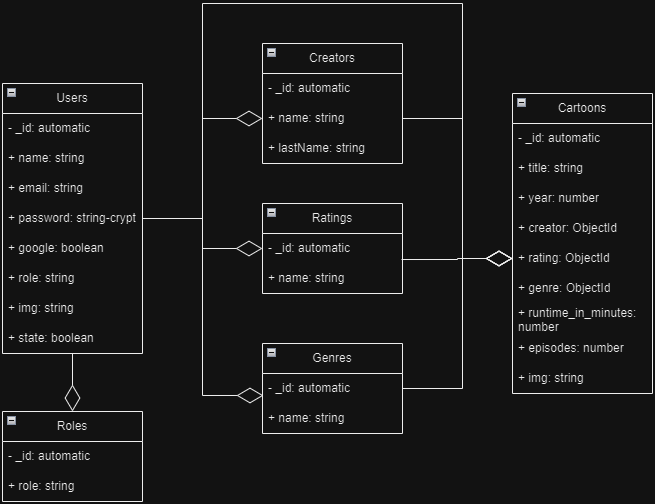 Users
- _id: automatic
+ name: string
+ email: string
+ password: string-crypt
+ google: boolean
+ role: string
+ img: string
+ state: boolean
Roles
- _id: automatic
+ role: string
Creators
- _id: automatic
+ name: string
+ lastName: string
Ratings
- _id: automatic
+ name: string
Genres
- _id: automatic
+ name: string
Cartoons
- _id: automatic
+ title: string
+ year: number
+ creator: ObjectId
+ rating: ObjectId
+ genre: ObjectId
+ runtime_in_minutes:
number
+ episodes: number
+ img: string